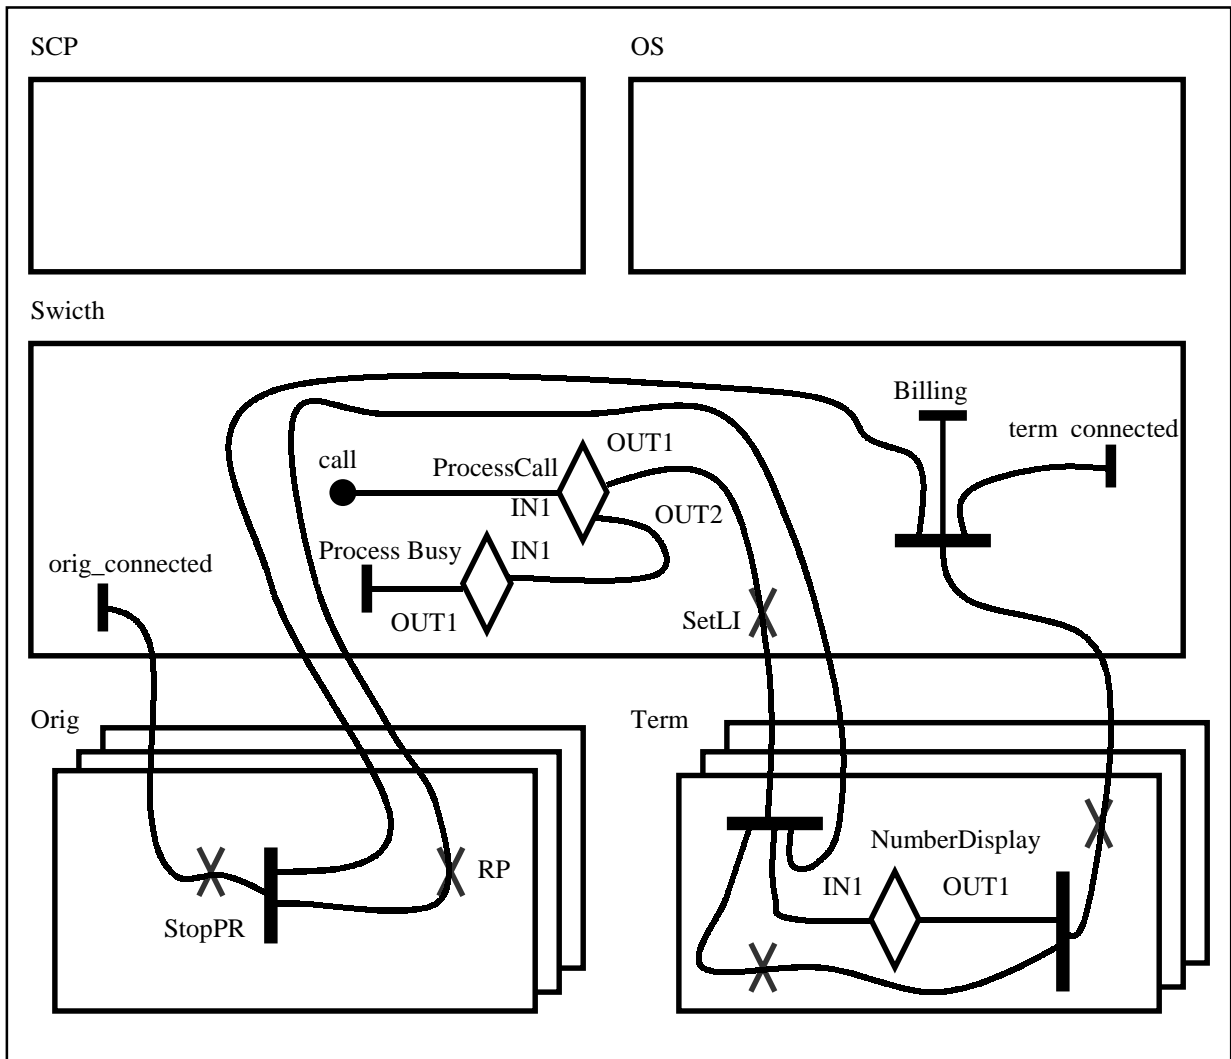 SCP
OS
Swicth
Billing
term connected
OUT1
call
ProcessCall
IN1
OUT2
Process Busy
IN1
orig_connected
OUT1
SetLI
Orig
Term
NumberDisplay
RP
IN1
OUT1
StopPR